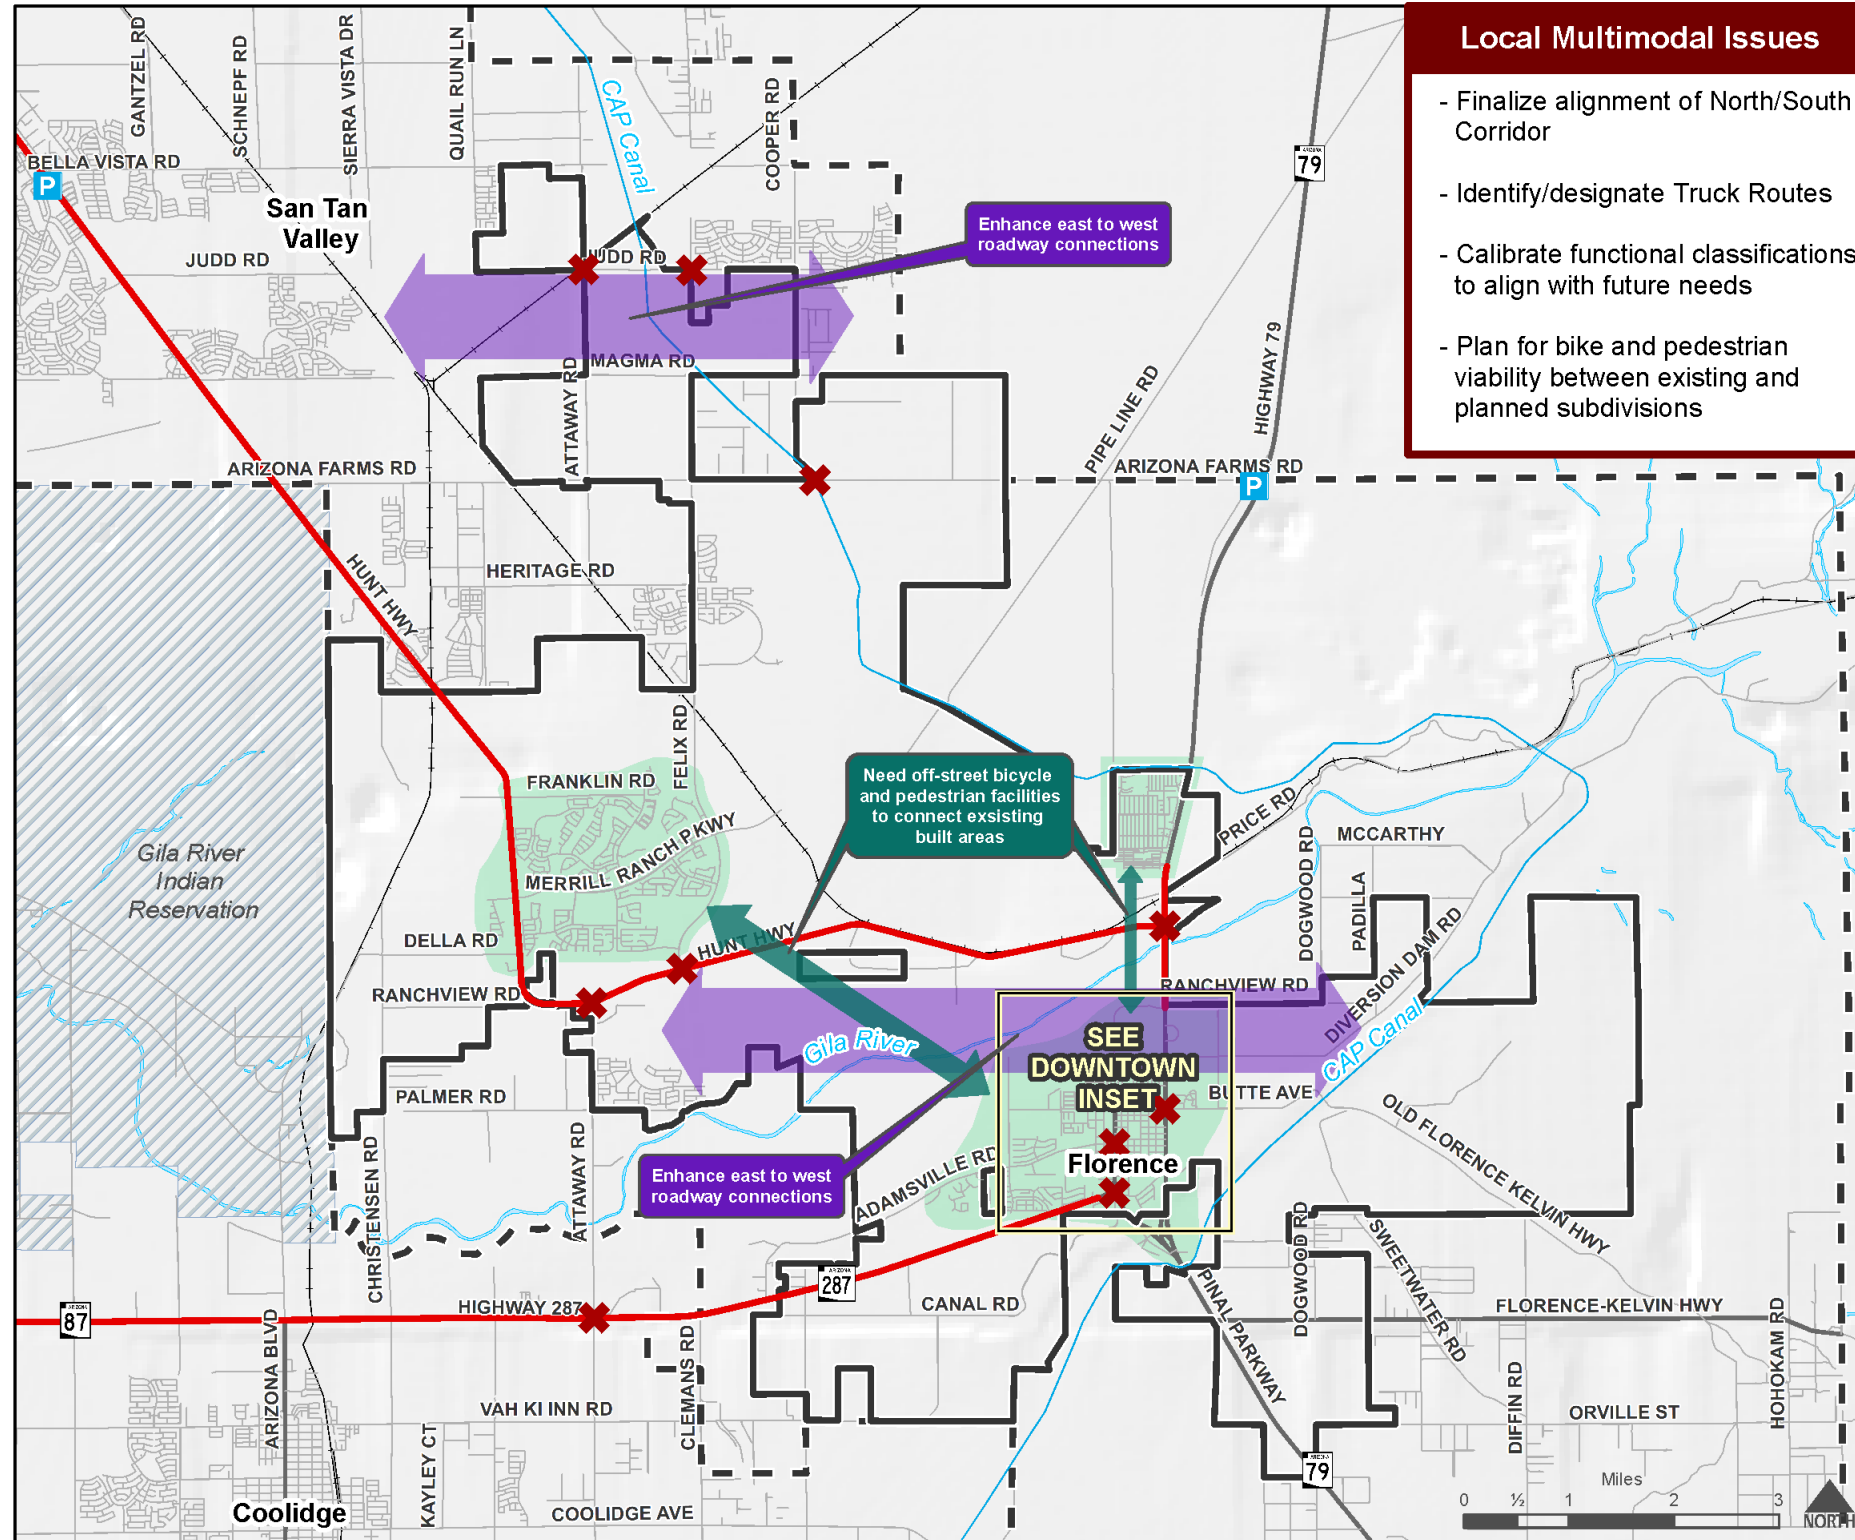 GANTZEL RD
SCHNEPF RD
SIERRA VISTA DR
QUAIL RUN LN
CAP Canal
COOPER RD
Local Multimodal Issues
- Finalize alignment of North/South
Corridor
- Identify/designate Truck Routes
- Calibrate functional classifications
to align with future needs
- Plan for bike and pedestrian
viability between existing and
planned subdivisions
ARIZONA
79
BELLA VISTA RD
P
San Tan
Valley
JUDD RD
UDD RD
Enhance east to west
roadway connections
MAGMA RD
ATTAWAY RD
PIPE LINE RD
HIGHWAY 79
ARIZONA FARMS RD
ARIZONA FARMS RD
P
HUNT HWY
HERITAGE RD
FELIX RD
FRANKLIN RD
MERRILL RANCH PKWY
Need off-street bicycle
and pedestrian facilities
to connect exsisting
built areas
PRICE RD
DOGWOOD RD
MCCARTHY
PADILLA
Gila River
Indian
Reservation
DELLA RD
HUNT HWY
DIVERSION DAM RD
RANCHVIEW RD
RANCHVIEW RD
CAP Canal
Gila River
SEE
DOWNTOWN
INSET
PALMER RD
BUTTE AVE
OLD FLORENCE KELVIN HWY
CHRISTENSEN RD
ATTAWAY RD
Enhance east to west
roadway connections
ADAMSVILLE RD
Florence
DOGWOOD RD
SWEETWATER RD
ARIZONA
287
PINAL PARKWAY
ARIZONA
87
HIGHWAY 287
CANAL RD
FLORENCE-KELVIN HWY
ARIZONA BLVD
CLEMANS RD
HOHOKAM RD
DIFFIN RD
VAH KI INN RD
ORVILLE ST
KAYLEY CT
ARIZONA
79
Coolidge
COOLIDGE AVE
Miles
0 ½ 1 2 3
NORTH